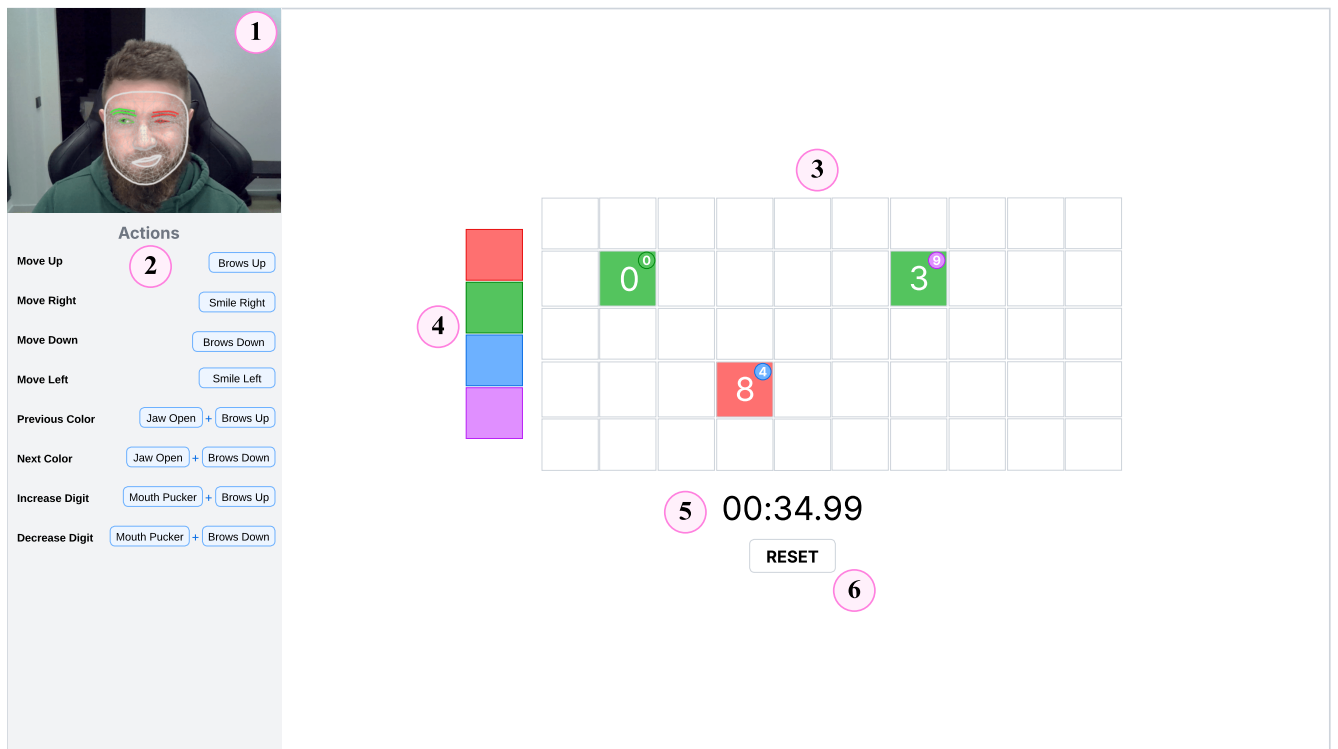 1
Actions
2
Move Up Brows Up
Move Right Smile Right
Move Down Brows Down
Move Left Smile Left
Previous Color Jaw Open + Brows Up
Next Color Jaw Open + Brows Down
Increase Digit Mouth Pucker + Brows Up
Decrease Digit Mouth Pucker + Brows Down
3
0 0 3 9
4
8 4
5 00:34.99
RESET
6